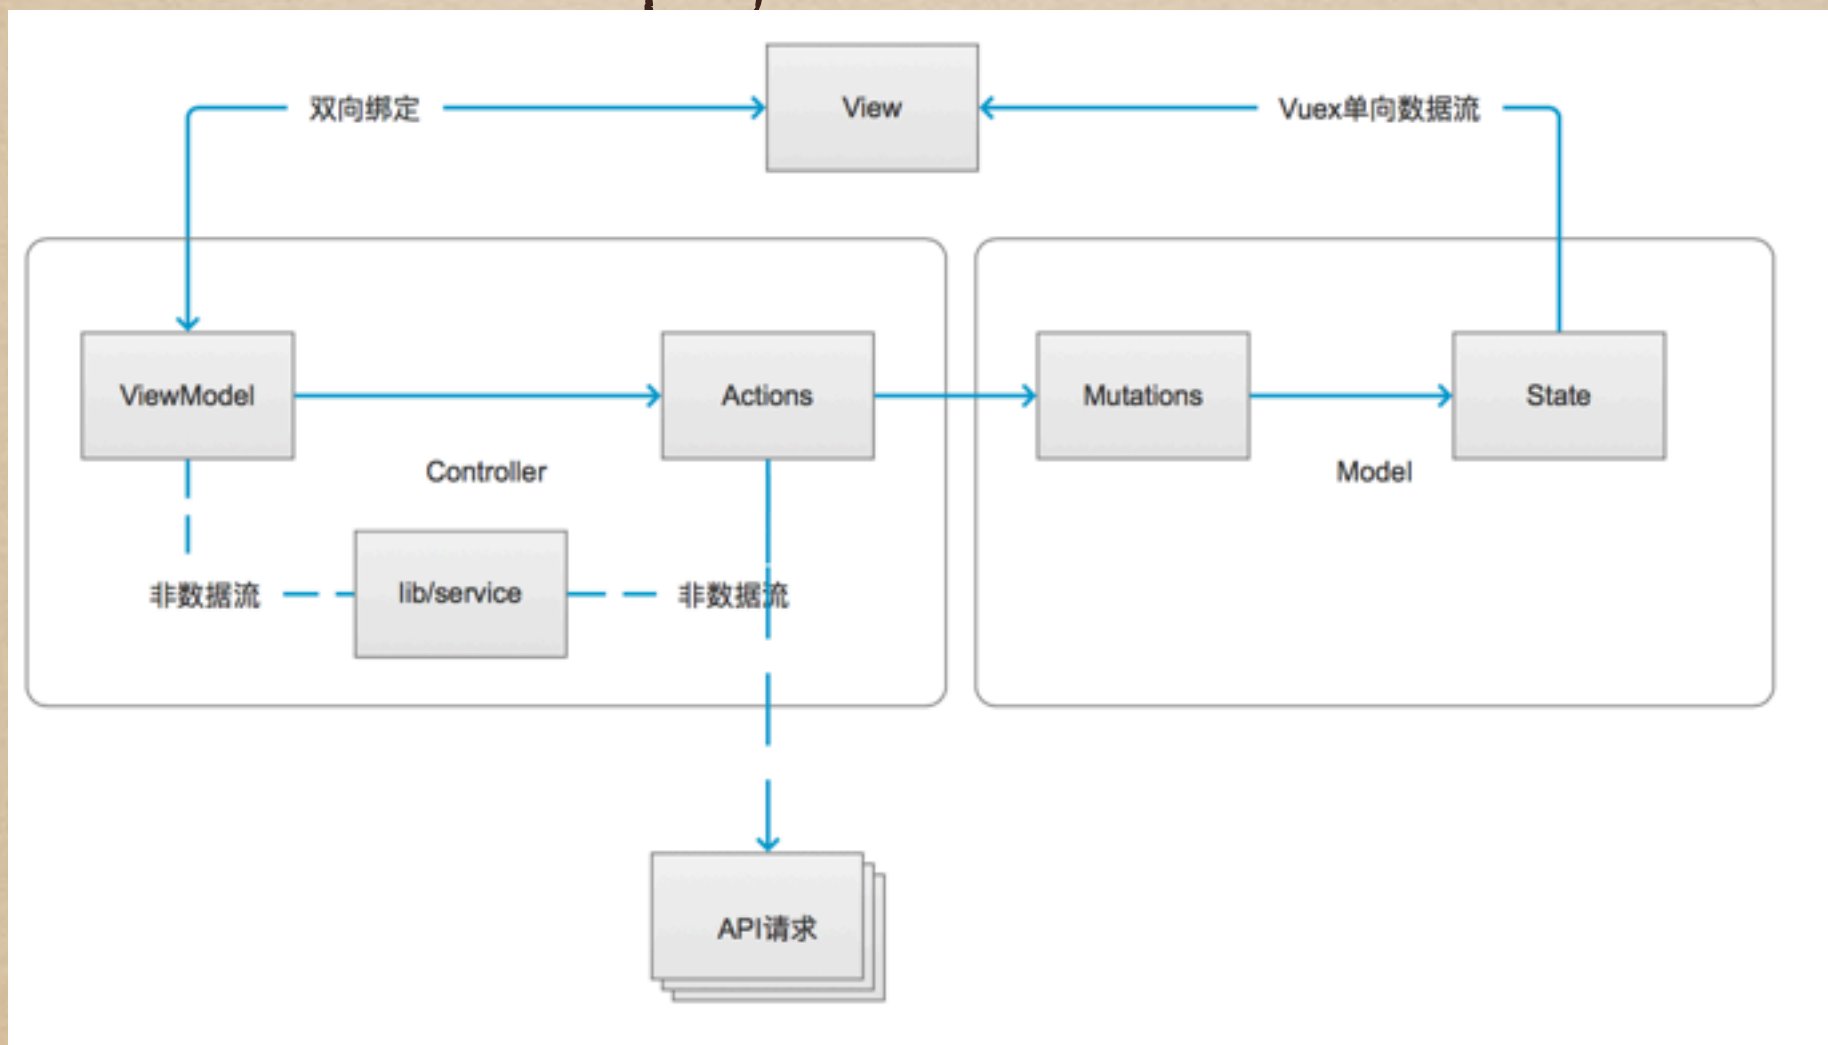 双向绑定
View
Vuex单向数据流
ViewModel
Actions
Mutations
State
Controller
Model
非数据流
lib/service
非数据流
API请求